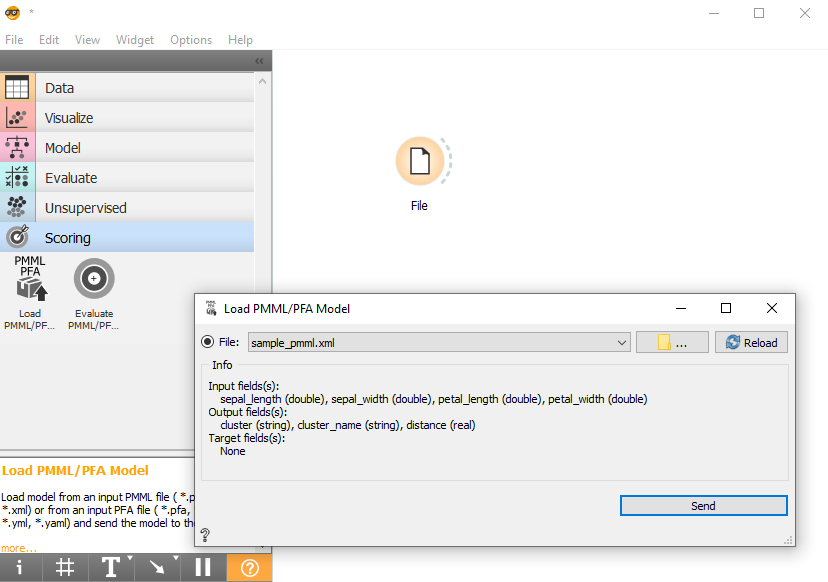 *
File Edit View Widget Options Help
«
Data
Visualize
Model
Evaluate
Unsupervised
Scoring
PMML
PFA
Load
PMML/PF...
Evaluate
PMML/PF...
File
Load PMML/PFA Model
File: sample_pmml.xml ... Reload
Info
Input fields(s):
sepal_length (double), sepal_width (double), petal_length (double), petal_width (double)
Output fields(s):
cluster (string), cluster_name (string), distance (real)
Target fields(s):
None
Send
?
Load PMML/PFA Model
Load model from an input PMML file ( *.p
*.xml) or from an input PFA file ( *.pfa,
*.yml, *.yaml) and send the model to the
more...
i # T ?